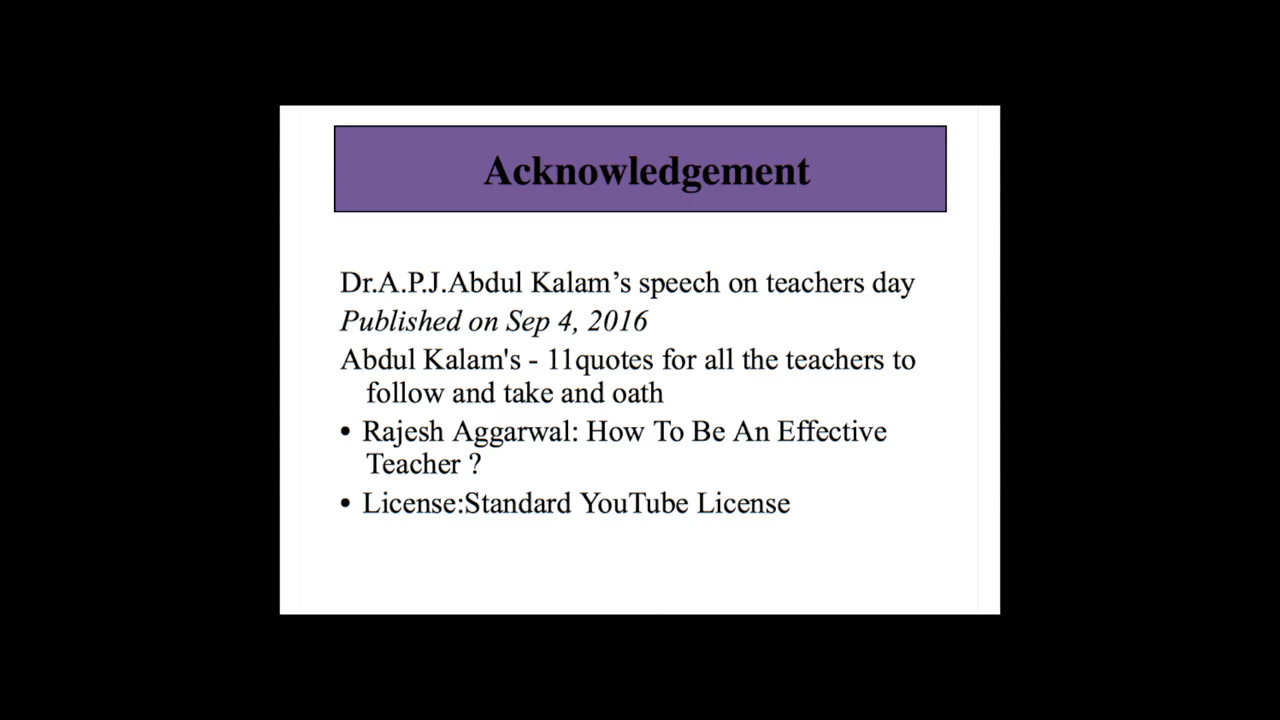 Acknowledgement
Dr.A.P.J.Abdul Kalam’s speech on teachers day
Published on Sep 4, 2016
Abdul Kalam's - 11quotes for all the teachers to
follow and take and oath
• Rajesh Aggarwal: How To Be An Effective
Teacher ?
• License:Standard YouTube License